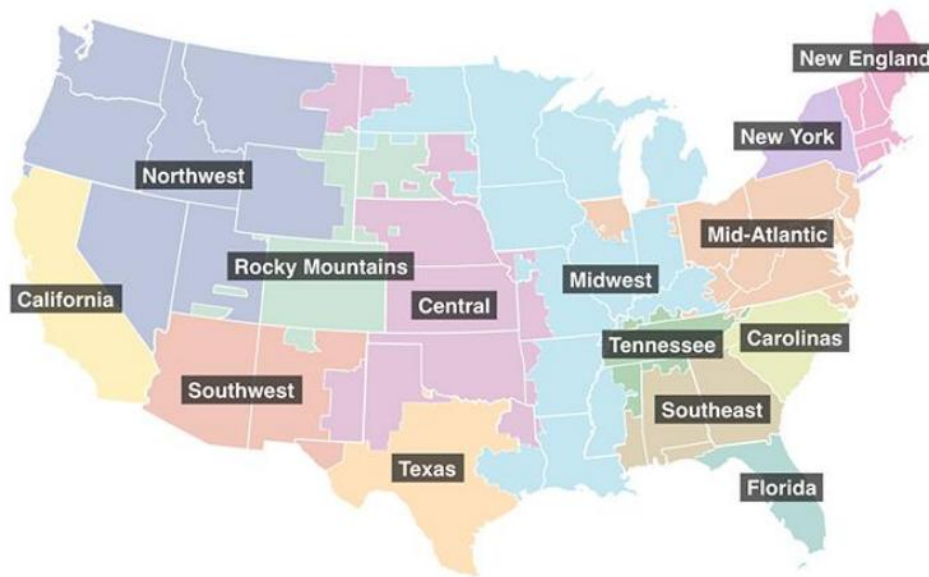 New England
New York
Northwest
Mid-Atlantic
Rocky Mountains
Midwest
California
Central
Carolinas
Tennessee
Southwest
Southeast
Texas
Florida